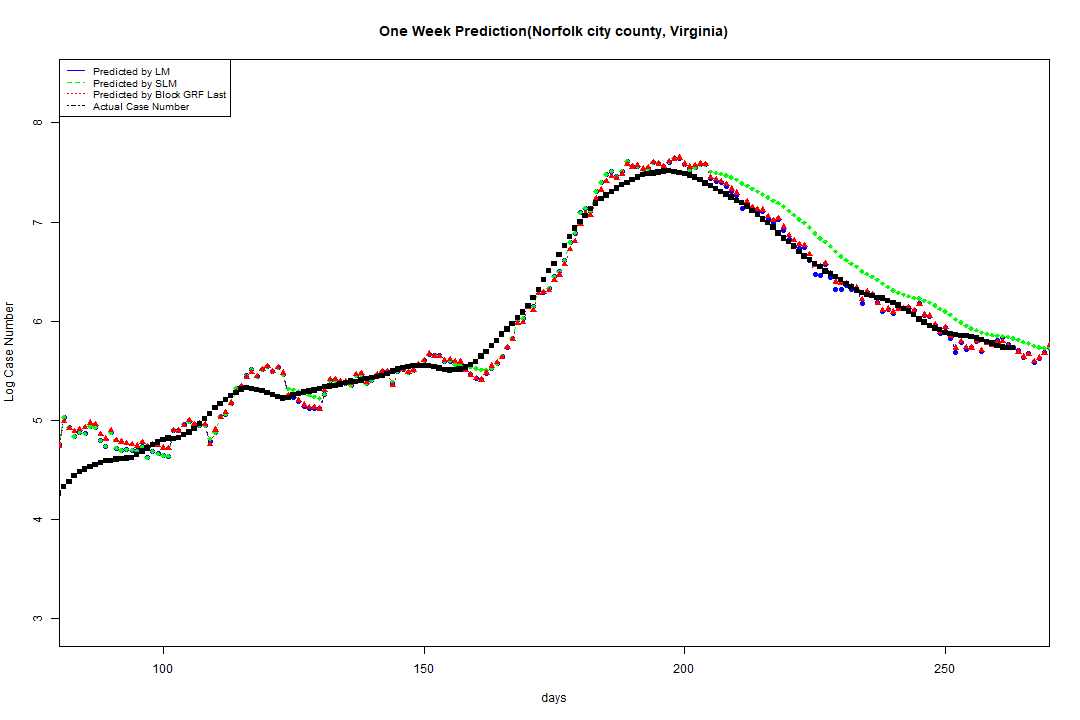 One Week Prediction(Norfolk city county, Virginia)
Predicted by LM
Predicted by SLM
Predicted by Block GRF Last
Actual Case Number
Log Case Number
8
7
6
5
4
3
100 150 200 250
days